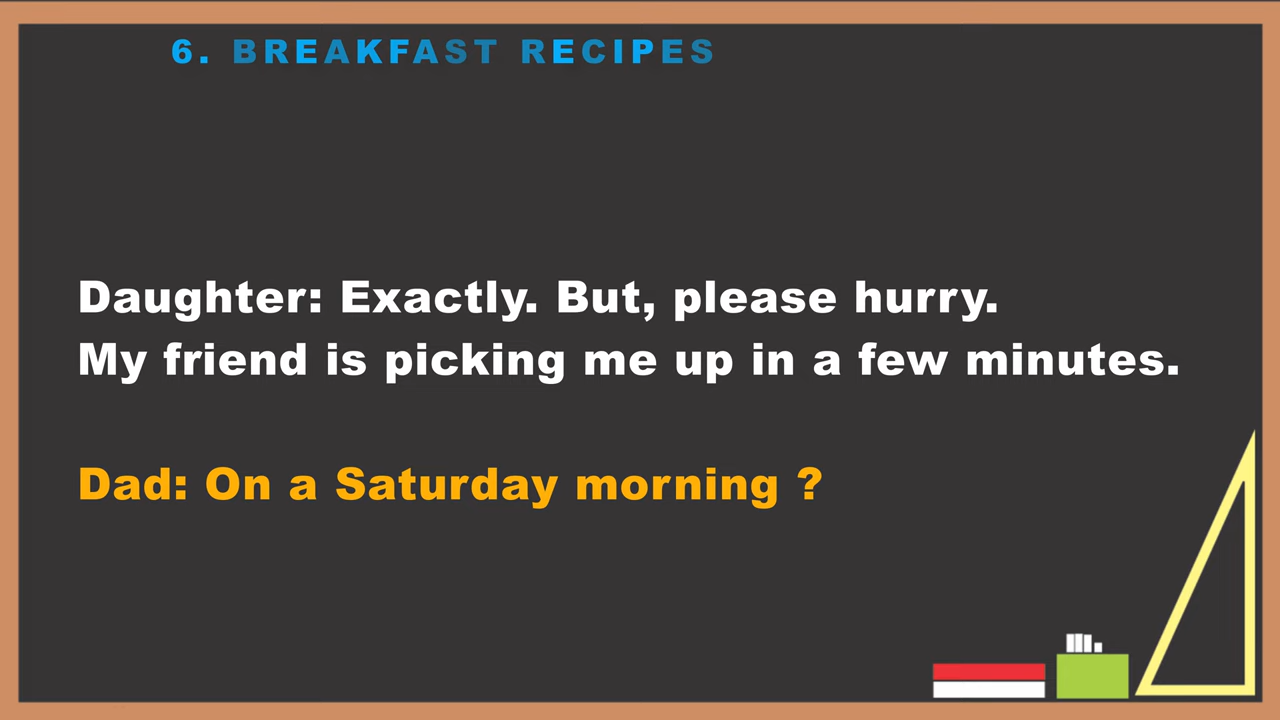 6. BREAKFAST RECIPES
Daughter: Exactly. But, please hurry.
My friend is picking me up in a few minutes.
Dad: On a Saturday morning ?